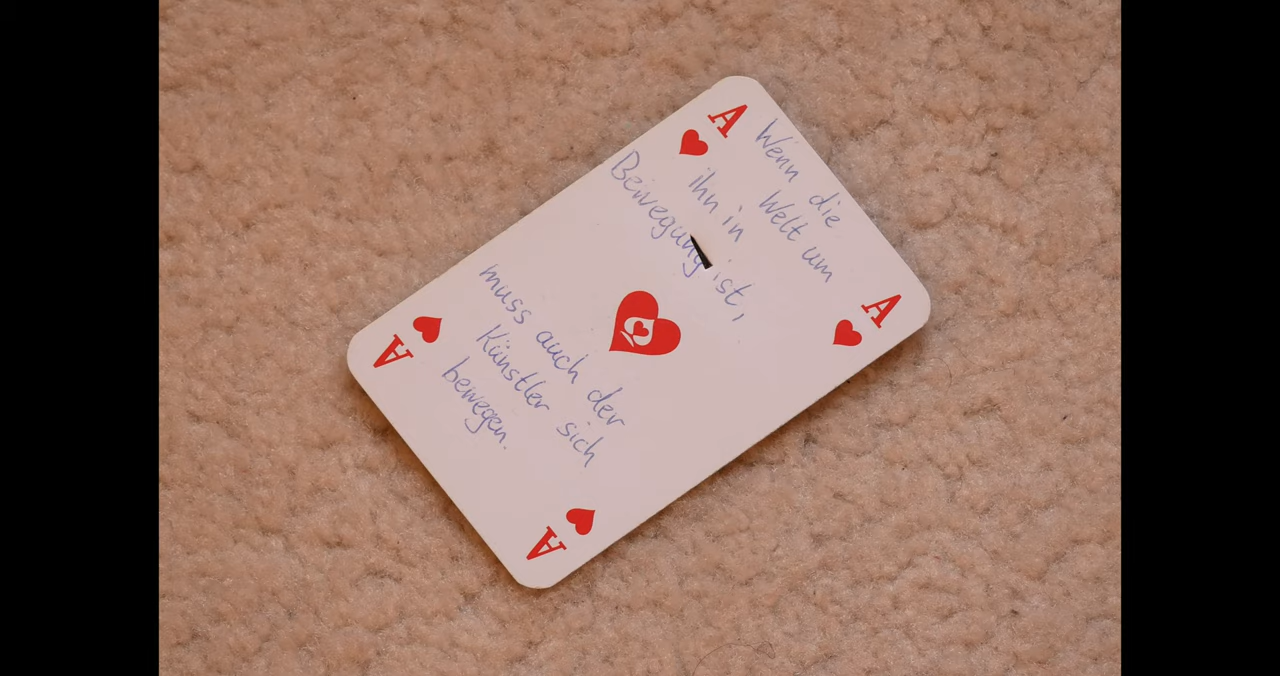 A
Wenn die
Welt um
ihn in
Bewegung ist,
A
muss auch der
Künstler sich
bewegen.
A
A